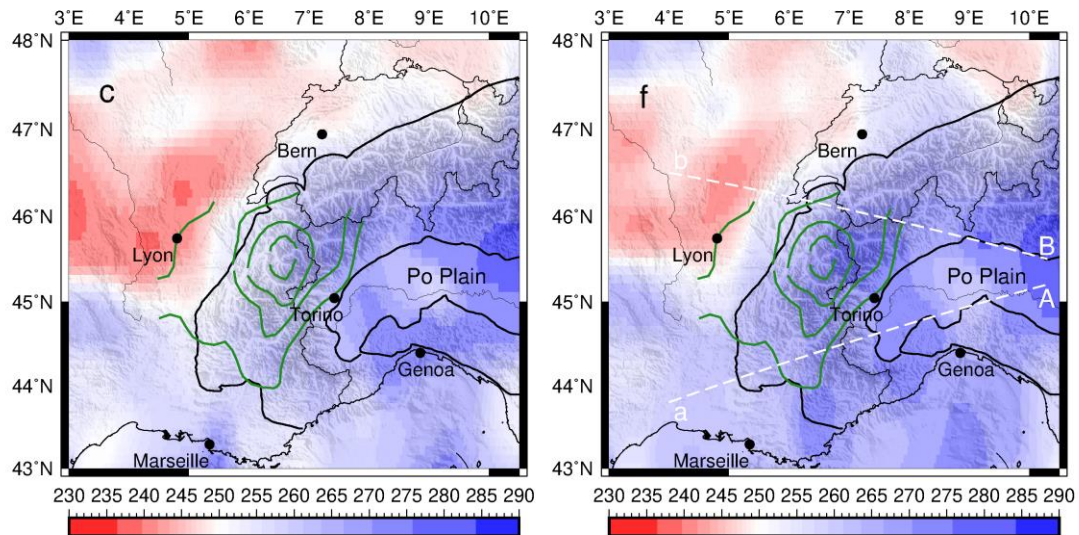 3°E 4°E 5°E 6°E 7°E 8°E 9°E 10°E
48°N
c
47°N
Bern
46°N
Lyon
Po Plain
45°N
Torino
Genoa
44°N
Marseille
43°N
230 235 240 245 250 255 260 265 270 275 280 285 290
3°E 4°E 5°E 6°E 7°E 8°E 9°E 10°E
48°N
f
47°N
Bern
b
46°N
Lyon
B
Po Plain
A
45°N
Torino
Genoa
44°N
a
Marseille
43°N
230 235 240 245 250 255 260 265 270 275 280 285 290